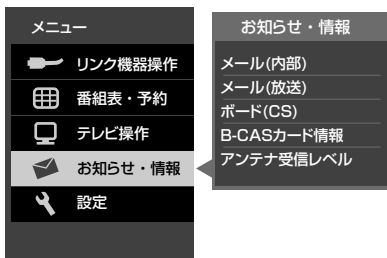 メニュー
リンク機器操作
番組表・予約
テレビ操作
お知らせ・情報
設定
お知らせ・情報
メール(内部)
メール(放送)
ボード(CS)
B-CASカード情報
アンテナ受信レベル